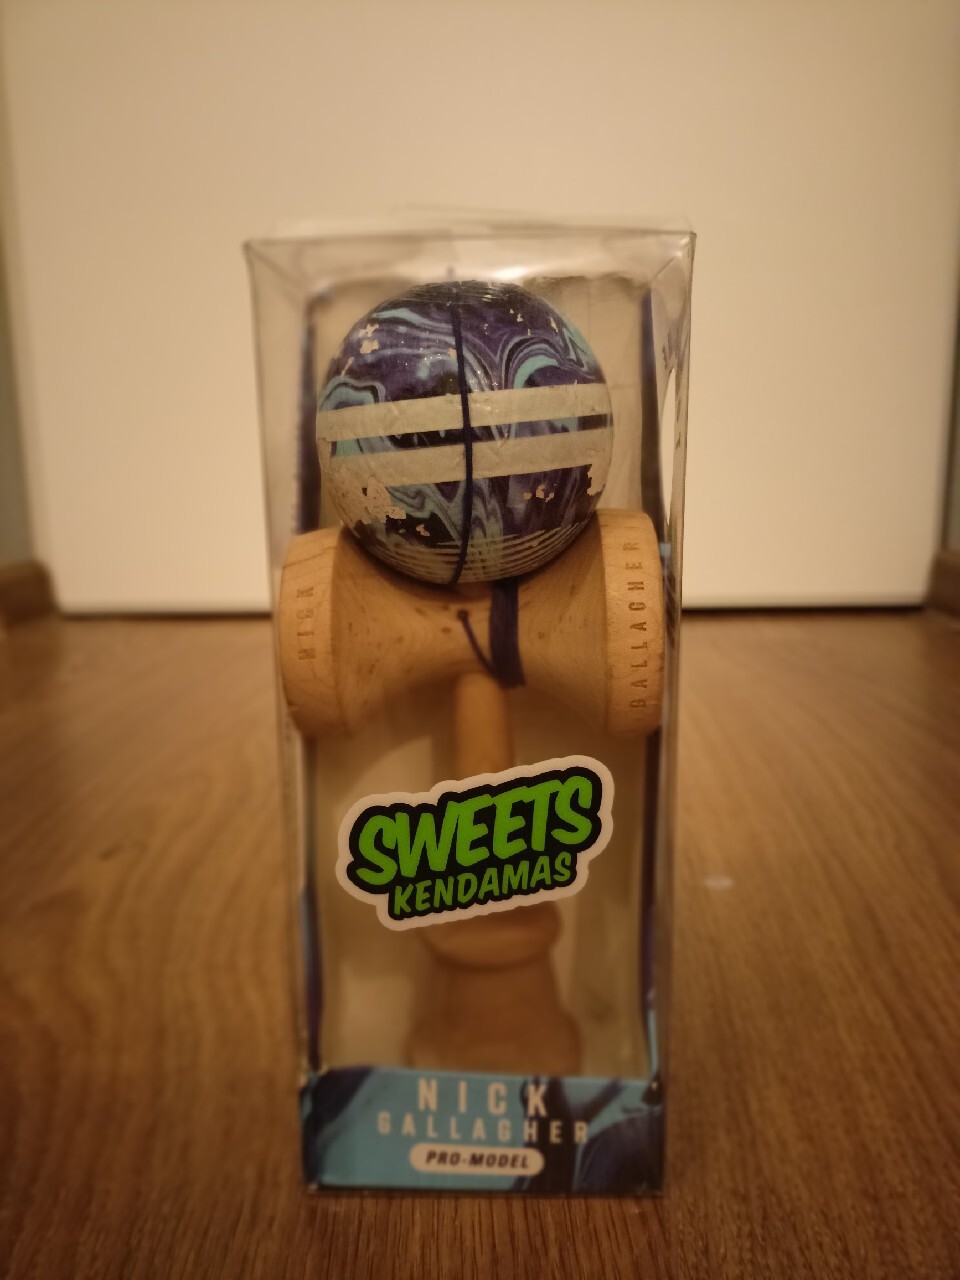 NICK
GALLAGHER
SWEETS
KENDAMAS
NICK
GALLAGHER
PRO-MODEL